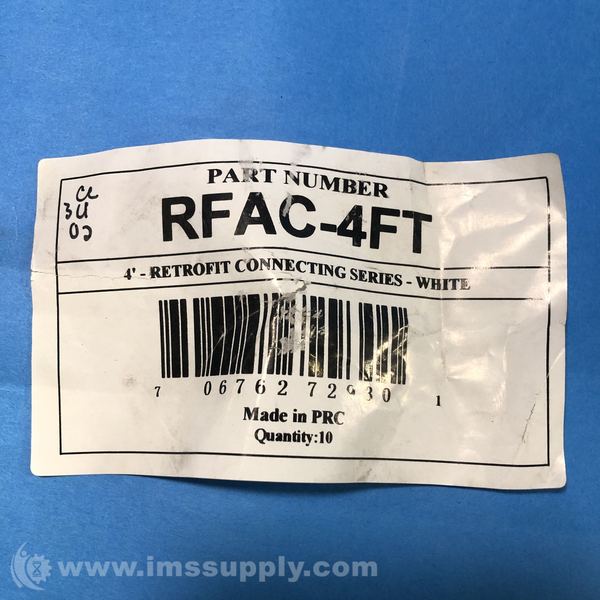 PART NUMBER
RFAC-4FT
4' - RETROFIT CONNECTING SERIES - WHITE
7 06762 72930 1
Made in PRC
Quantity:10
www.imssupply.com